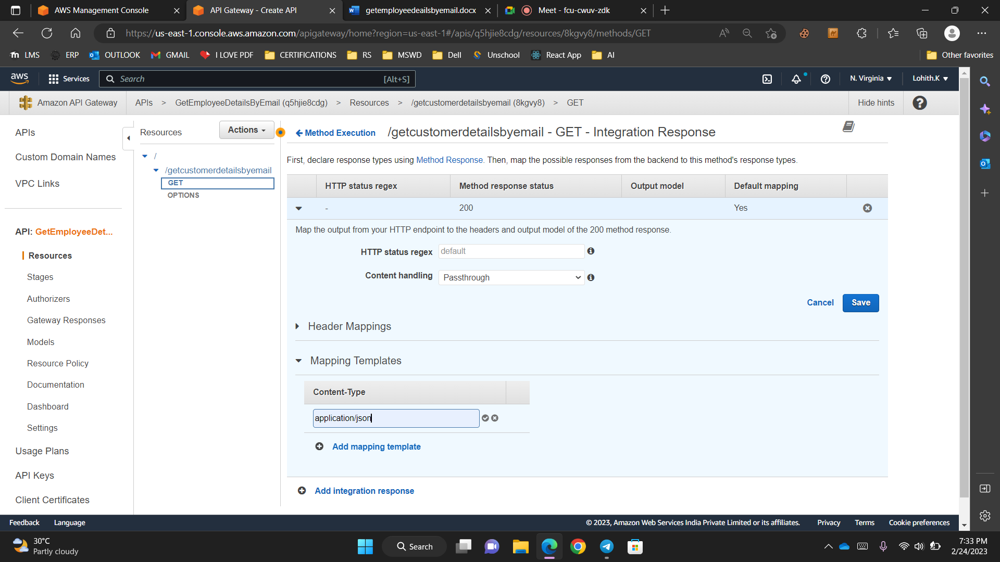 AWS Management Console
API Gateway - Create API
getemployeedeailsbyemail.docx
Meet - fcu-cwuv-zdk
https://us-east-1.console.aws.amazon.com/apigateway/home?region=us-east-1#/apis/q5hjie8cdg/resources/8kgvy8/methods/GET
LMS
ERP
OUTLOOK
GMAIL
I LOVE PDF
CERTIFICATIONS
RS
MSWD
Dell
Unschool
React App
AI
Other favorites
aws
Services
Search
[Alt+S]
N. Virginia
Lohith.K
Amazon API Gateway
APIs > GetEmployeeDetailsByEmail (q5hjie8cdg) > Resources > /getcustomerdetailsbyemail (8kgvy8) > GET
Hide hints
APIs
Custom Domain Names
VPC Links
API: GetEmployeeDet...
Resources
Stages
Authorizers
Gateway Responses
Models
Resource Policy
Documentation
Dashboard
Settings
Usage Plans
API Keys
Client Certificates
Resources
Actions
/
/getcustomerdetailsbyemail
GET
OPTIONS
Method Execution
/getcustomerdetailsbyemail - GET - Integration Response
First, declare response types using Method Response. Then, map the possible responses from the backend to this method's response types.
HTTP status regex
Method response status
Output model
Default mapping
-
200
Yes
Map the output from your HTTP endpoint to the headers and output model of the 200 method response.
HTTP status regex
default
Content handling
Passthrough
Cancel
Save
Header Mappings
Mapping Templates
Content-Type
application/json
Add mapping template
Add integration response
Feedback
Language
© 2023, Amazon Web Services India Private Limited or its affiliates.
Privacy
Terms
Cookie preferences
30°C
Partly cloudy
Search
7:33 PM
2/24/2023